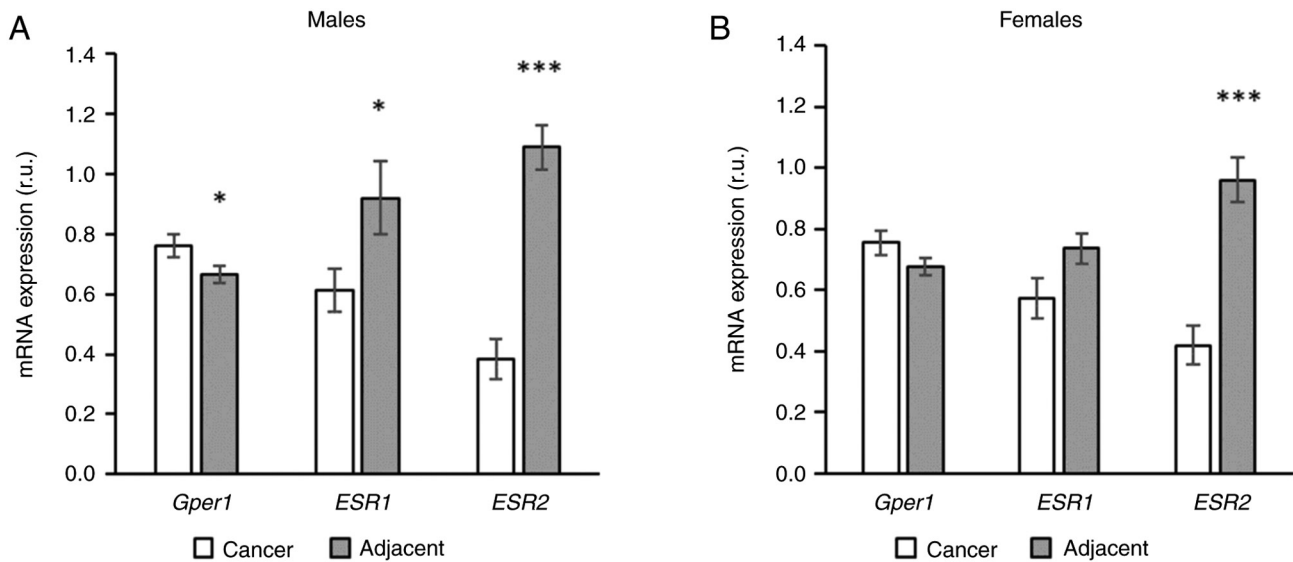 A
Males
mRNA expression (r.u.)
1.4
1.2
1.0
0.8
0.6
0.4
0.2
0.0
*
*
***
Gper1 ESR1 ESR2
Cancer Adjacent
B
Females
mRNA expression (r.u.)
1.4
1.2
1.0
0.8
0.6
0.4
0.2
0.0
***
Gper1 ESR1 ESR2
Cancer Adjacent